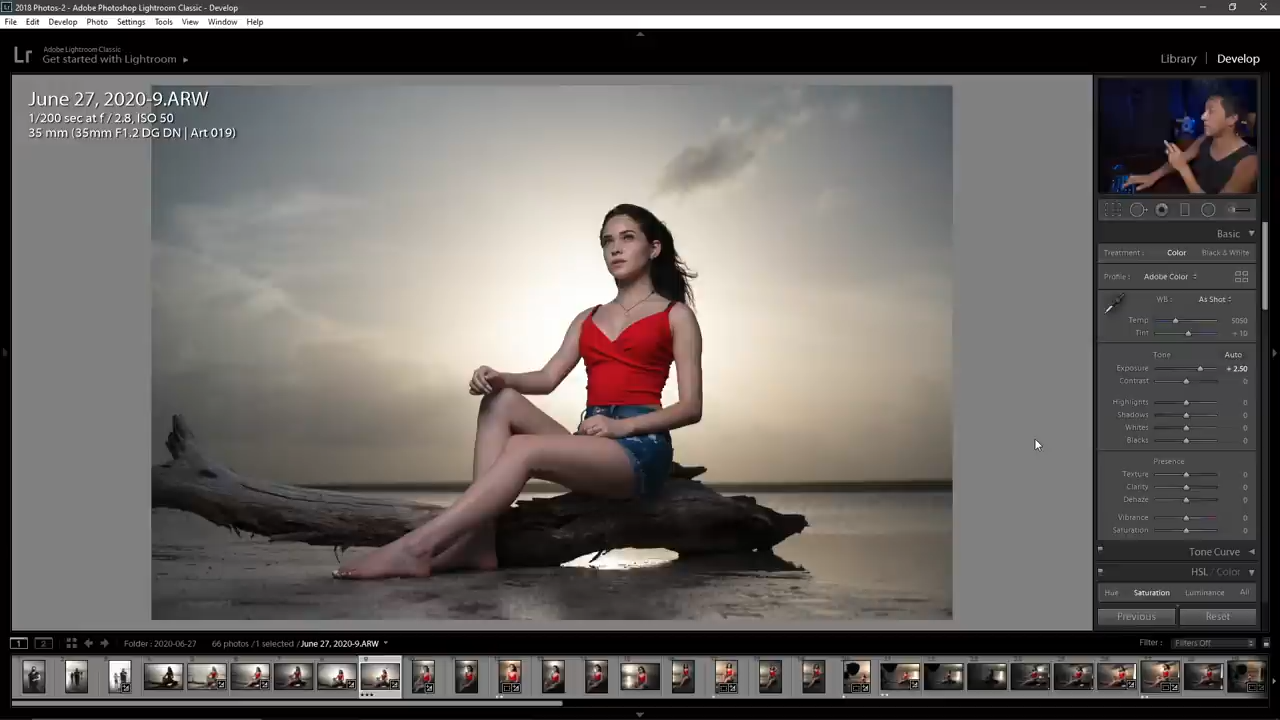 2018 Photos-2 - Adobe Photoshop Lightroom Classic - Develop
File Edit Develop Photo Settings Tools View Window Help
Lr
Adobe Lightroom Classic
Get started with Lightroom
Library | Develop
June 27, 2020-9.ARW
1/200 sec at f / 2.8, ISO 50
35 mm (35mm F1.2 DG DN | Art 019)
Basic
Treatment : Color Black & White
Profile : Adobe Color
WB : As Shot
Temp 5050
Tint + 10
Tone Auto
Exposure + 2.50
Contrast 0
Highlights 0
Shadows 0
Whites 0
Blacks 0
Presence
Texture 0
Clarity 0
Dehaze 0
Vibrance 0
Saturation 0
Tone Curve
HSL / Color
Hue Saturation Luminance All
Previous Reset
1 2 Folder : 2020-06-27 66 photos / 1 selected / June 27, 2020-9.ARW Filter : Filters Off